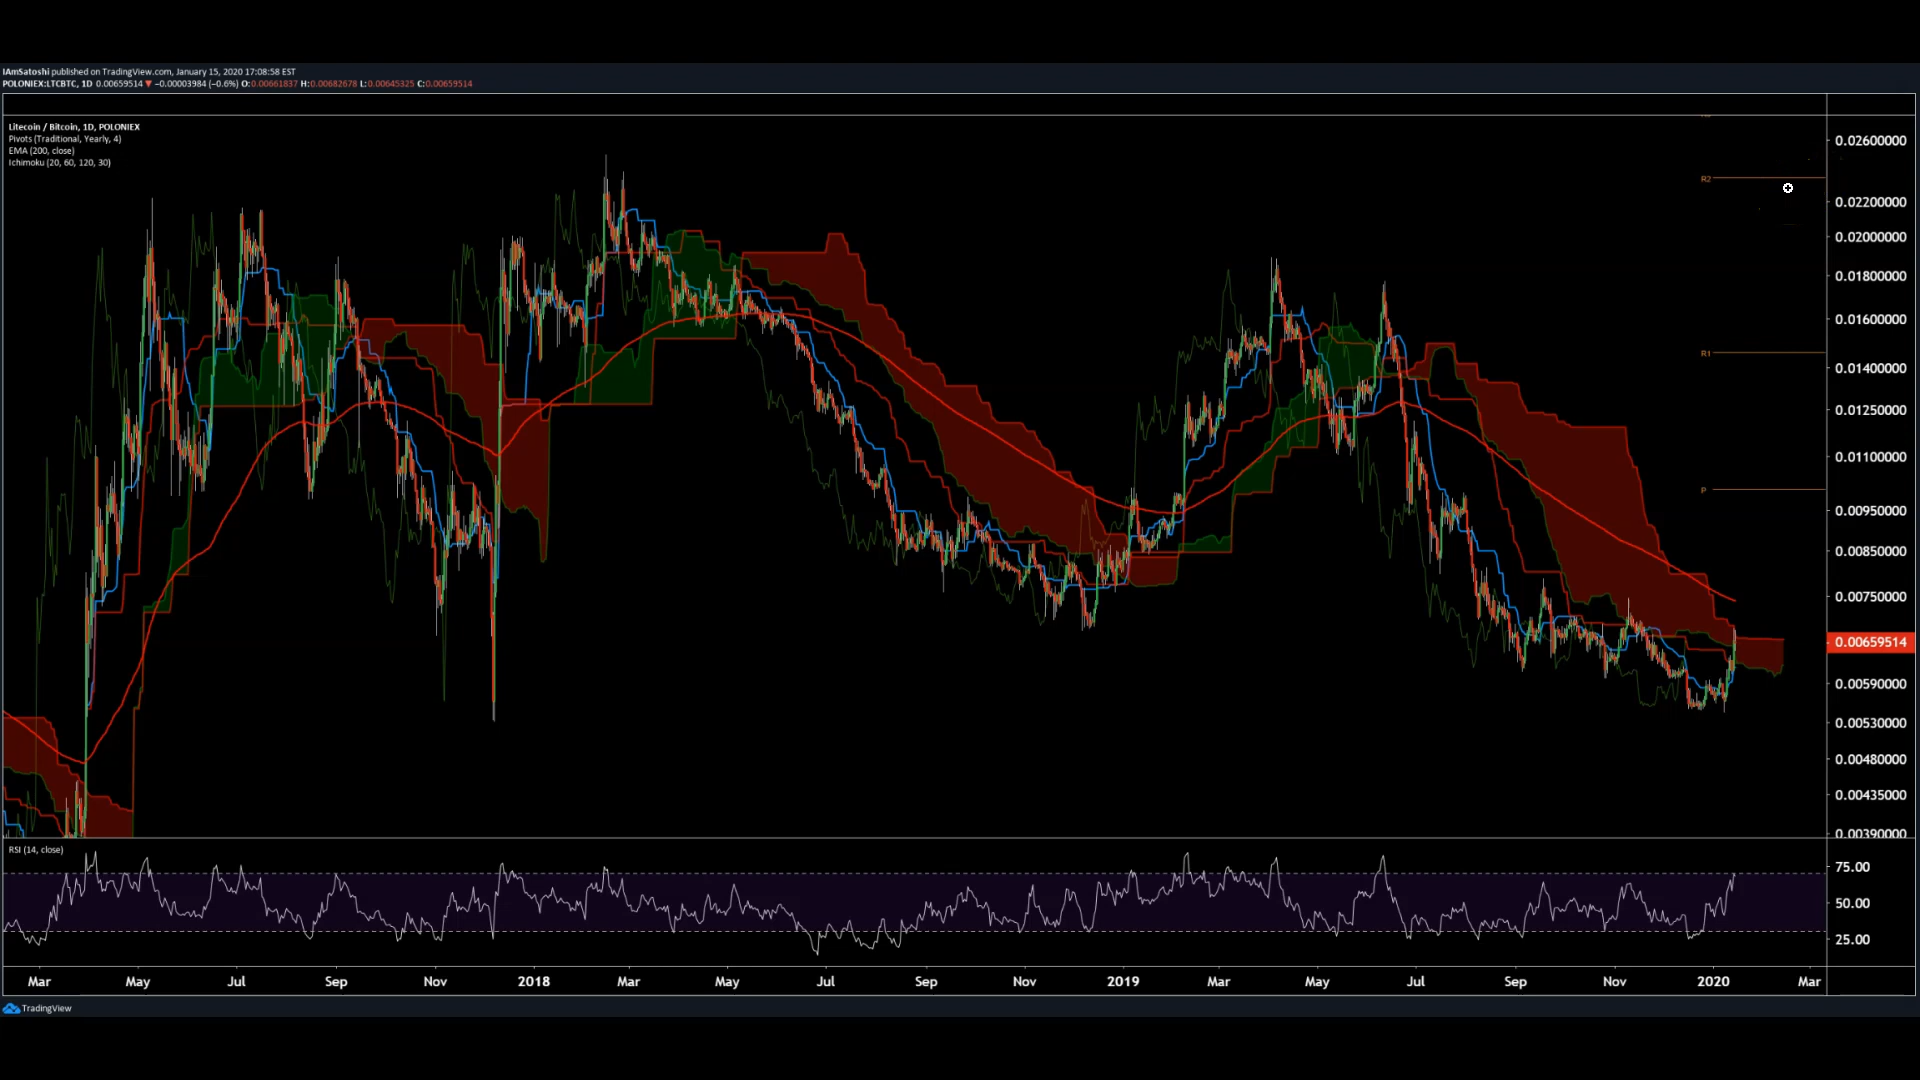 IAmSatoshi published on TradingView.com, January 15, 2020 17:08:58 EST
POLONIEX:LTCBTC, 1D 0.00659514 ▼ −0.00003984 (−0.6%) O:0.00661837 H:0.00682678 L:0.00645325 C:0.00659514
Litecoin / Bitcoin, 1D, POLONIEX
Pivots (Traditional, Yearly, 4)
EMA (200, close)
Ichimoku (20, 60, 120, 30)
0.02600000
R2
0.02200000
0.02000000
0.01800000
0.01600000
R1
0.01400000
0.01250000
0.01100000
P
0.00950000
0.00850000
0.00750000
0.00659514
0.00590000
0.00530000
0.00480000
0.00435000
0.00390000
RSI (14, close)
75.00
50.00
25.00
Mar May Jul Sep Nov 2018 Mar May Jul Sep Nov 2019 Mar May Jul Sep Nov 2020 Mar
TradingView